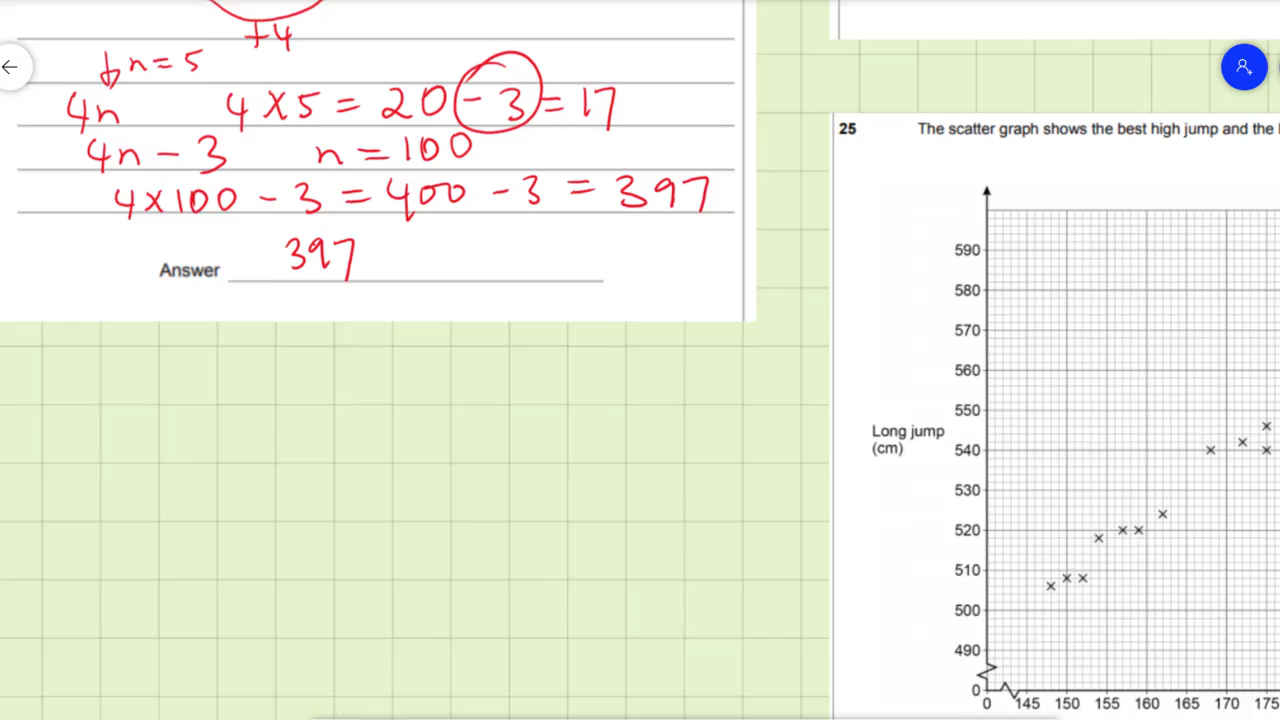 +4
n = 5
4n 4 × 5 = 20 - 3 = 17
4n - 3 n = 100
4 × 100 - 3 = 400 - 3 = 397
Answer 397
25 The scatter graph shows the best high jump and the
590
580
570
560
550
Long jump
(cm)
540
530
520
510
500
490
0
0 145 150 155 160 165 170 175